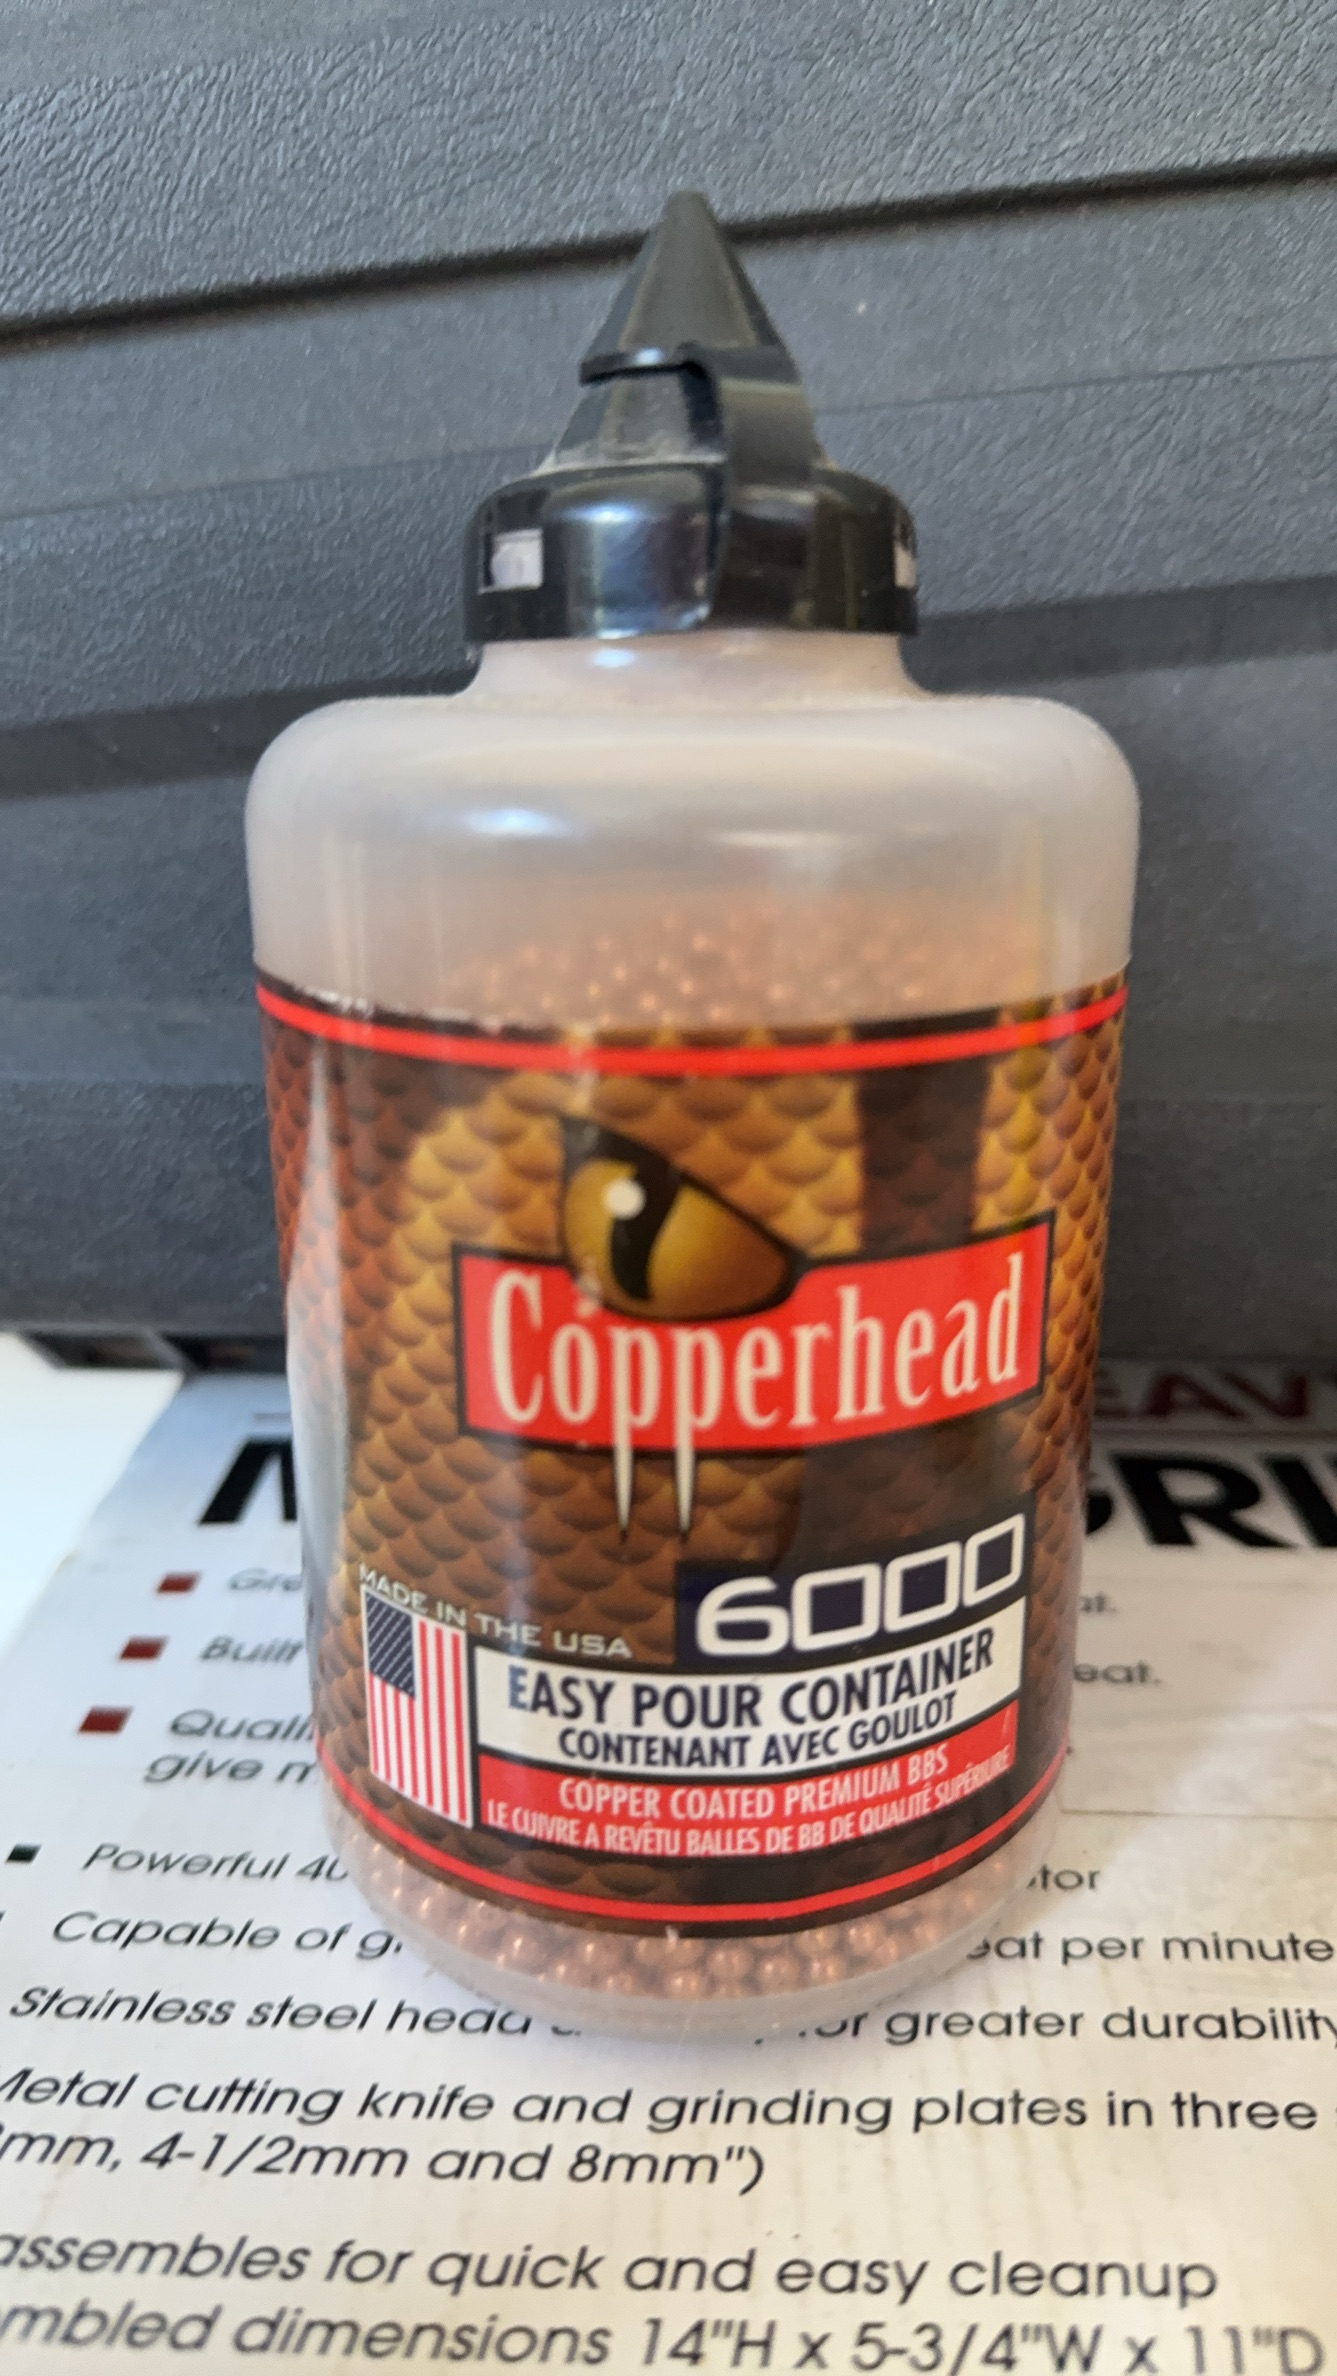 Copperhead
6000
MADE IN THE USA
EASY POUR CONTAINER
CONTENANT AVEC GOULOT
COPPER COATED PREMIUM BBS
LE CUIVRE A REVÊTU BALLES DE BB DE QUALITÉ SUPÉRIEURE
Built
give
Powerful
Capable of
per minute
Stainless steel head
greater durability
Metal cutting knife and grinding plates in three
mm, 4-1/2mm and 8mm")
assembles for quick and easy cleanup
dimensions 14"H x 5-3/4"W x 11"D